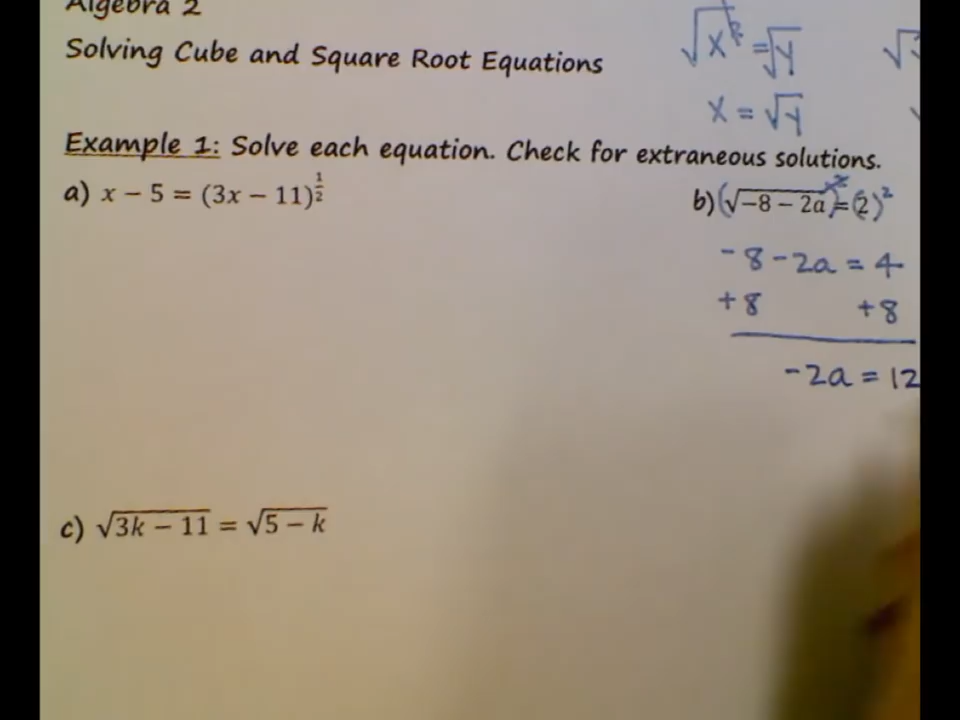 Algebra 2
Solving Cube and Square Root Equations
√x² = √y
x = √y
Example 1: Solve each equation. Check for extraneous solutions.
a) x − 5 = (3x − 11)^{1/2}
b) (√−8 − 2a)² = (2)²
-8 - 2a = 4
+8 +8
-2a = 12
c) √3k − 11 = √5 − k